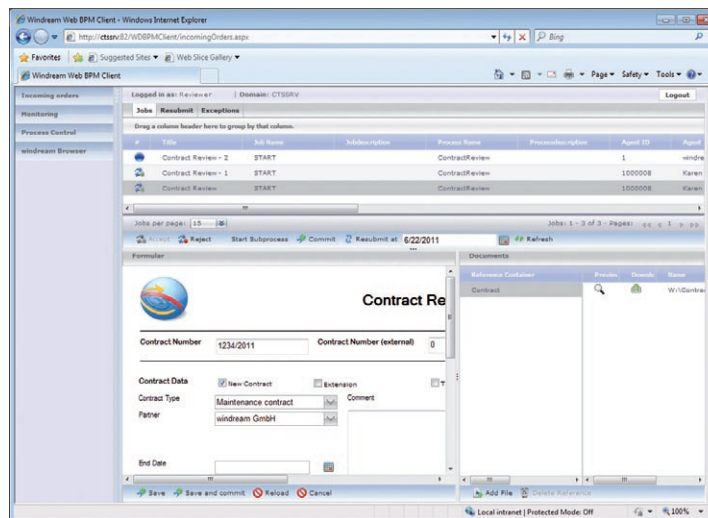 Windream Web BPM Client - Windows Internet Explorer
http://ctssrv:82/WDBPMClient/incomingOrders.aspx
Bing
Favorites Suggested Sites Web Slice Gallery
Windream Web BPM Client
Page Safety Tools
Incoming orders
Monitoring
Process Control
windream Browser
Logged in as: Reviewer | Domain: CTSSRV
Logout
Jobs Resubmit Exceptions
Drag a column header here to group by that column.
# Title Job Name Jobdescription Process Name Processdescription Agent ID Agent
Contract Review - 2 START ContractReview 1 windre
Contract Review - 1 START ContractReview 1000008 Karen
Contract Review START ContractReview 1000008 Karen
Jobs per page: 15
Jobs: 1 - 3 of 3 - Pages: << < 1 > >>
Accept Reject Start Subprocess Commit Resubmit at 6/22/2011 Refresh
Formular
Contract Re
Contract Number 1234/2011 Contract Number (external) 0
Contract Data New Contract Extension T
Contract Type Maintenance contract Comment
Partner windream GmbH
End Date
Save Save and commit Reload Cancel
Documents
Reference Container Preview Downlc Name
Contract W:\Contrac
Add File Delete Reference
Local intranet | Protected Mode: Off 100%